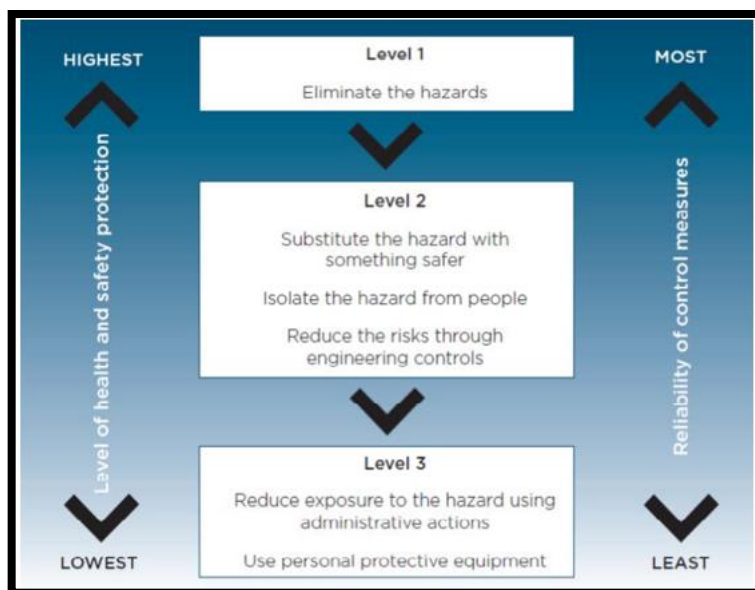 HIGHEST
Level of health and safety protection
LOWEST
Level 1
Eliminate the hazards
Level 2
Substitute the hazard with
something safer
Isolate the hazard from people
Reduce the risks through
engineering controls
Level 3
Reduce exposure to the hazard using
administrative actions
Use personal protective equipment
MOST
Reliability of control measures
LEAST